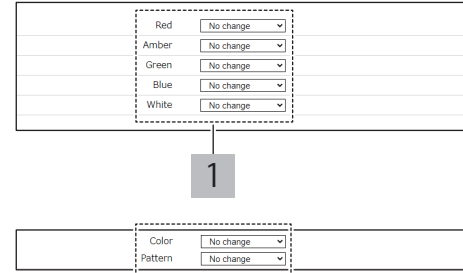 Red No change
Amber No change
Green No change
Blue No change
White No change
1
Color No change
Pattern No change